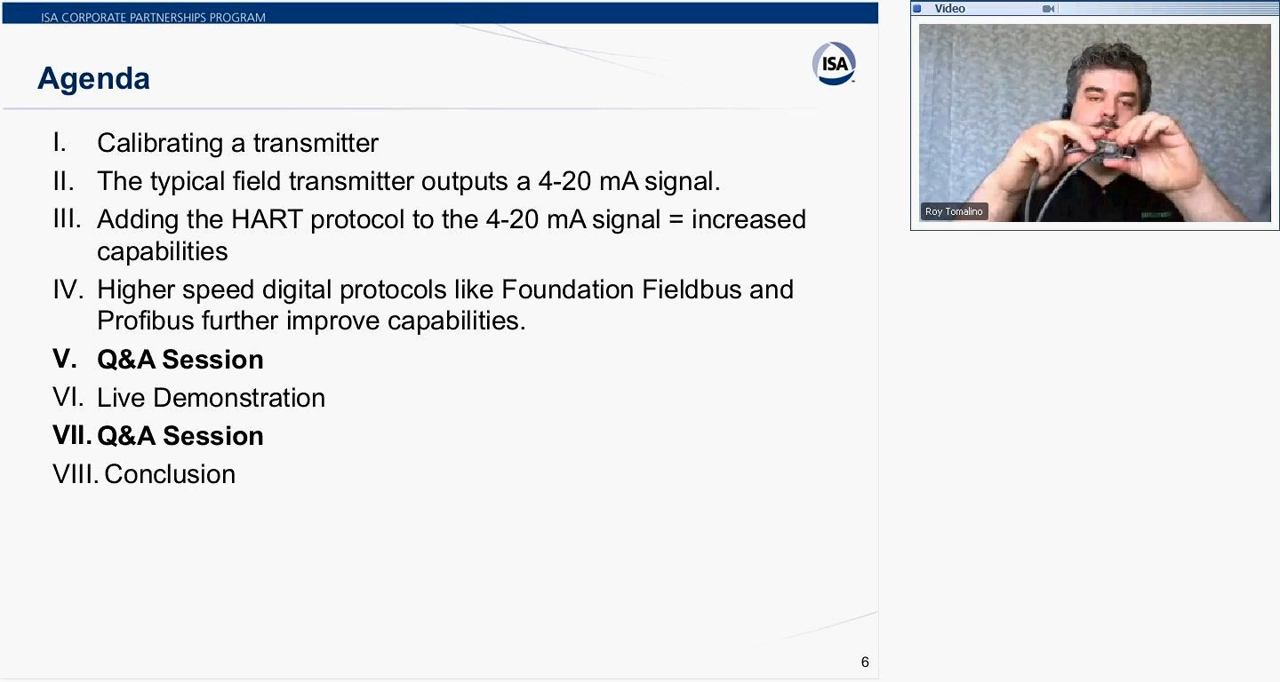 ISA CORPORATE PARTNERSHIPS PROGRAM
ISA
Agenda
I. Calibrating a transmitter
II. The typical field transmitter outputs a 4-20 mA signal.
III. Adding the HART protocol to the 4-20 mA signal = increased
capabilities
IV. Higher speed digital protocols like Foundation Fieldbus and
Profibus further improve capabilities.
V. Q&A Session
VI. Live Demonstration
VII. Q&A Session
VIII. Conclusion
6
Video
Roy Tomalino